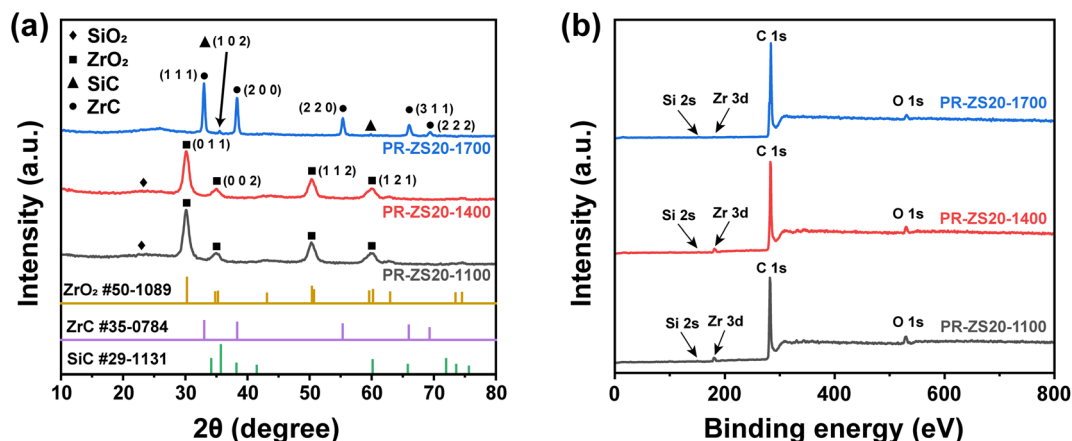 (a)
Intensity (a.u.)
♦ SiO₂
■ ZrO₂
▲ SiC
● ZrC
(1 1 1)
▲(1 0 2)
(2 0 0)
(2 2 0)
(3 1 1)
(2 2 2)
PR-ZS20-1700
(0 1 1)
(0 0 2)
(1 1 2)
(1 2 1)
PR-ZS20-1400
PR-ZS20-1100
ZrO₂ #50-1089
ZrC #35-0784
SiC #29-1131
10 20 30 40 50 60 70 80
2θ (degree)
(b)
Intensity (a.u.)
C 1s
Si 2s
Zr 3d
O 1s
PR-ZS20-1700
C 1s
Si 2s
Zr 3d
O 1s
PR-ZS20-1400
C 1s
Si 2s
Zr 3d
O 1s
PR-ZS20-1100
0 200 400 600 800
Binding energy (eV)